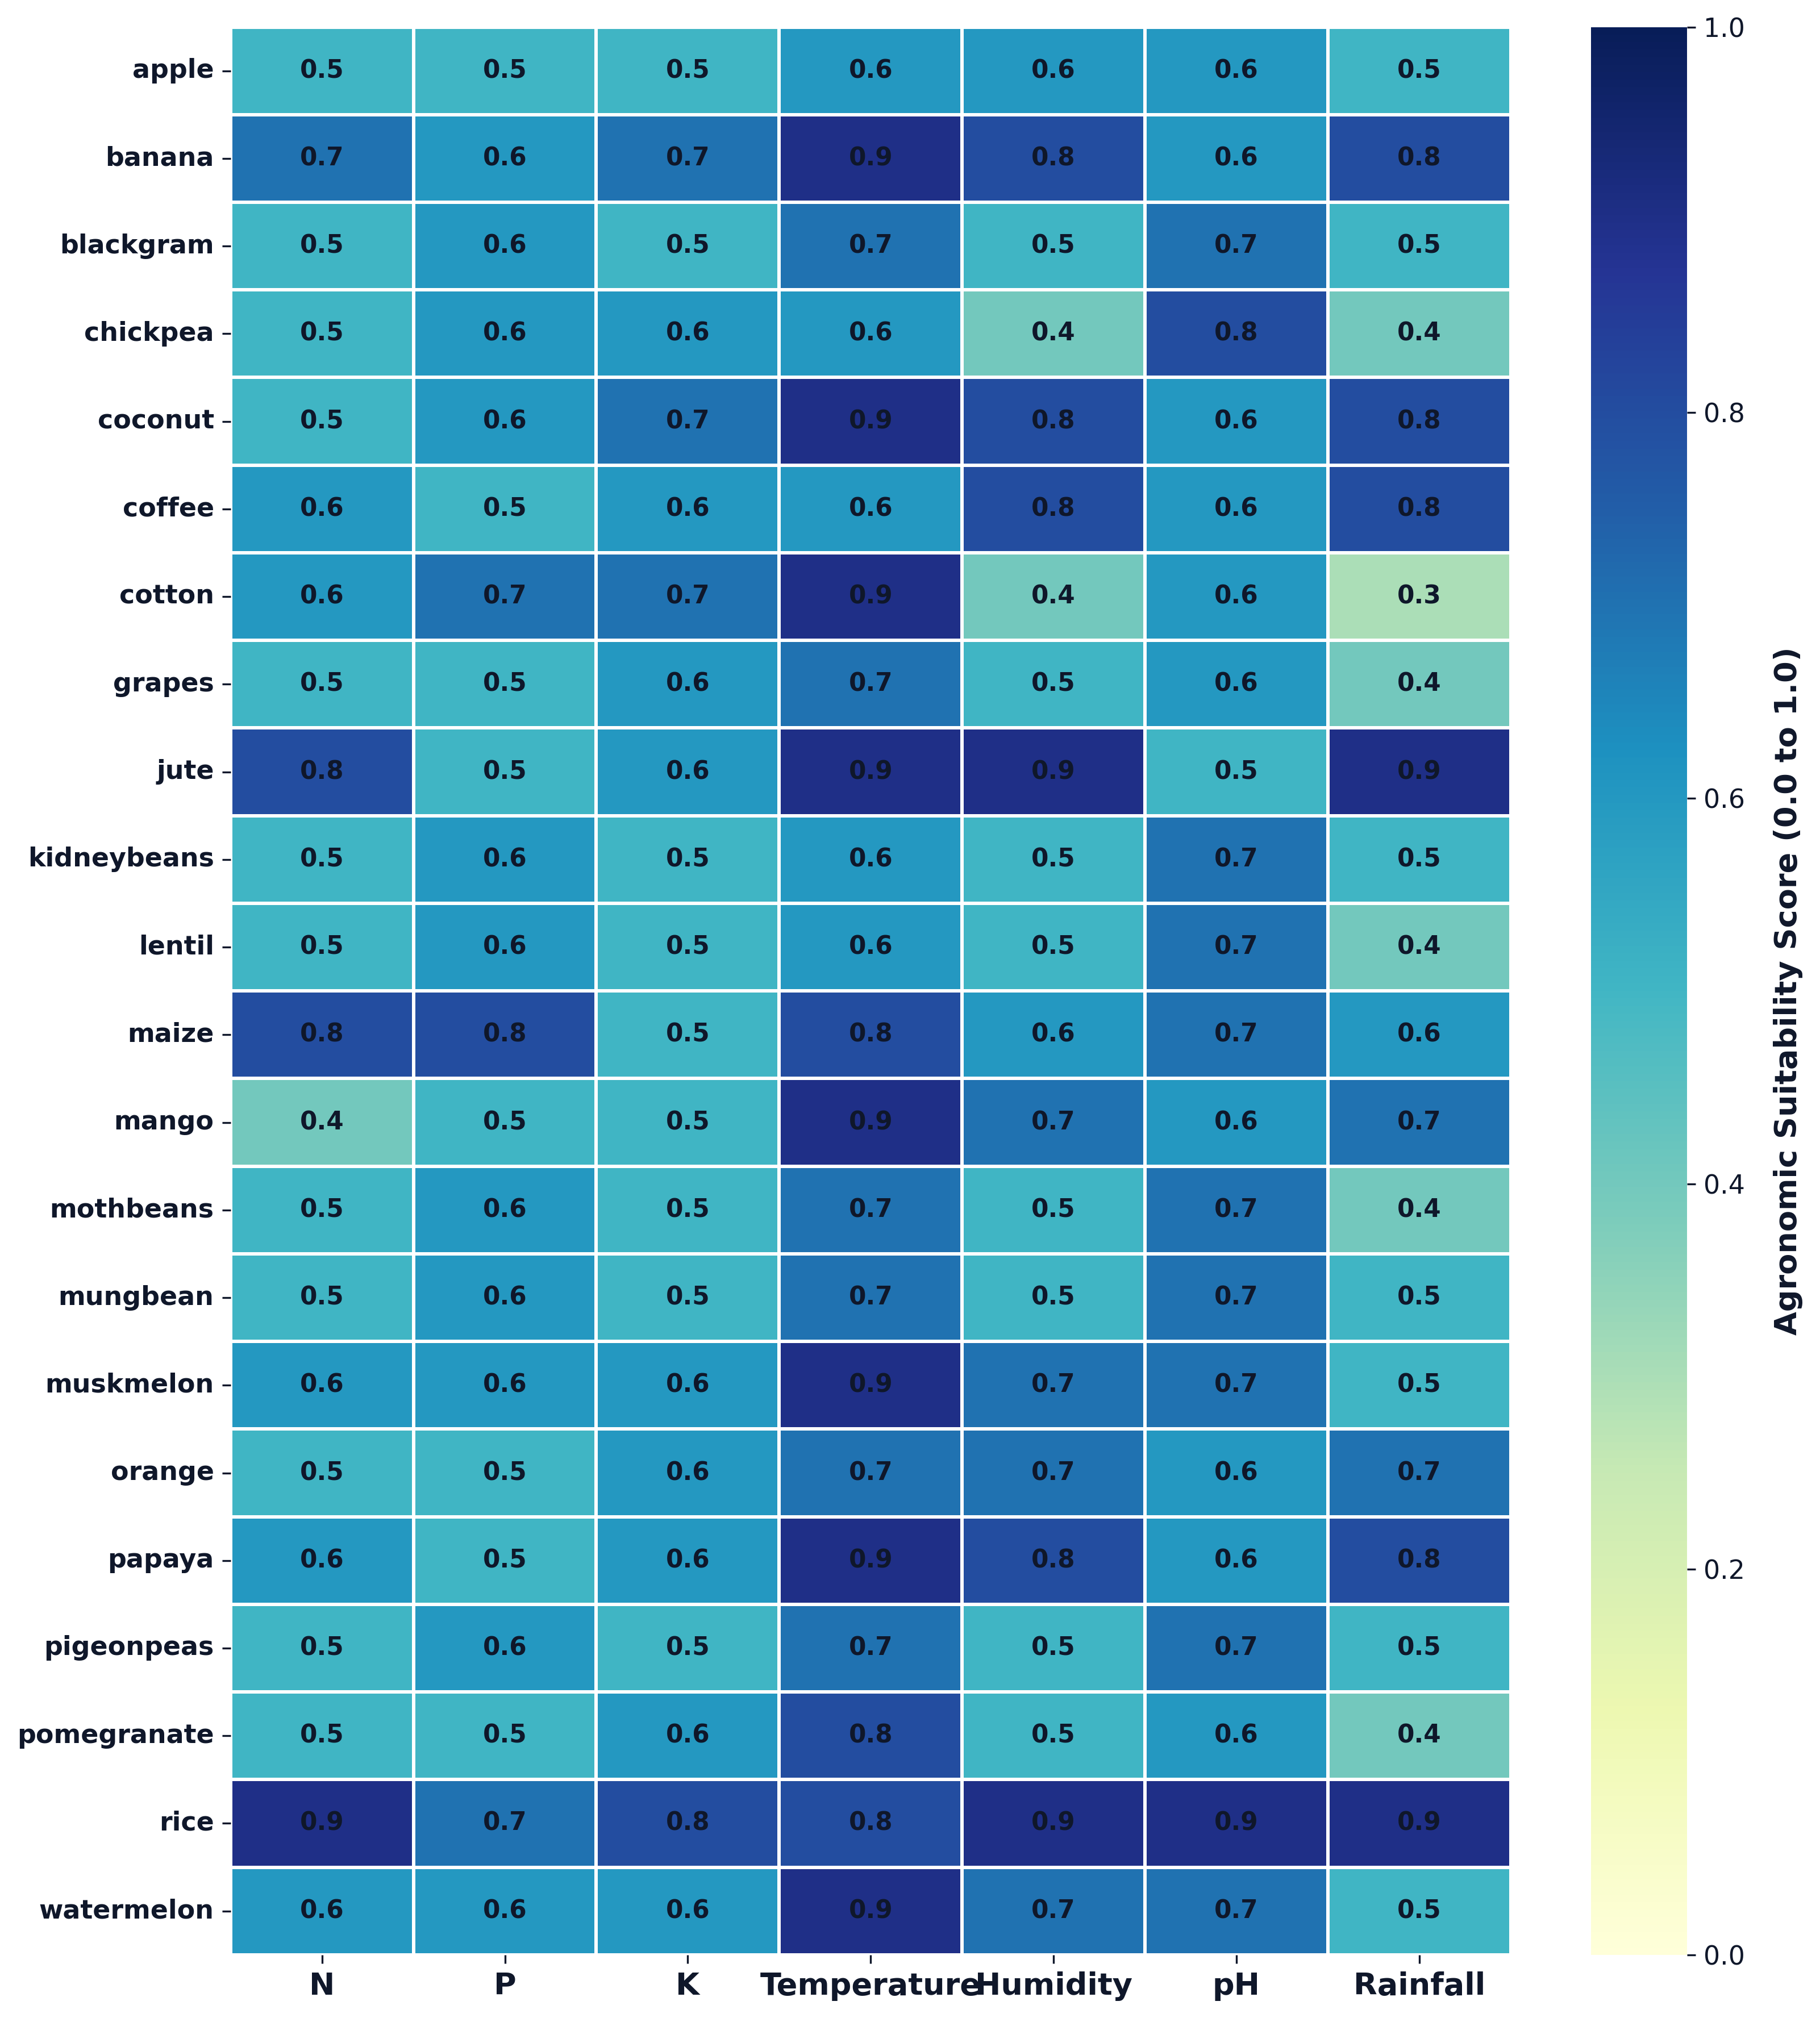 apple 0.5 0.5 0.5 0.6 0.6 0.6 0.5
banana 0.7 0.6 0.7 0.9 0.8 0.6 0.8
blackgram 0.5 0.6 0.5 0.7 0.5 0.7 0.5
chickpea 0.5 0.6 0.6 0.6 0.4 0.8 0.4
coconut 0.5 0.6 0.7 0.9 0.8 0.6 0.8
coffee 0.6 0.5 0.6 0.6 0.8 0.6 0.8
cotton 0.6 0.7 0.7 0.9 0.4 0.6 0.3
grapes 0.5 0.5 0.6 0.7 0.5 0.6 0.4
jute 0.8 0.5 0.6 0.9 0.9 0.5 0.9
kidneybeans 0.5 0.6 0.5 0.6 0.5 0.7 0.5
lentil 0.5 0.6 0.5 0.6 0.5 0.7 0.4
maize 0.8 0.8 0.5 0.8 0.6 0.7 0.6
mango 0.4 0.5 0.5 0.9 0.7 0.6 0.7
mothbeans 0.5 0.6 0.5 0.7 0.5 0.7 0.4
mungbean 0.5 0.6 0.5 0.7 0.5 0.7 0.5
muskmelon 0.6 0.6 0.6 0.9 0.7 0.7 0.5
orange 0.5 0.5 0.6 0.7 0.7 0.6 0.7
papaya 0.6 0.5 0.6 0.9 0.8 0.6 0.8
pigeonpeas 0.5 0.6 0.5 0.7 0.5 0.7 0.5
pomegranate 0.5 0.5 0.6 0.8 0.5 0.6 0.4
rice 0.9 0.7 0.8 0.8 0.9 0.9 0.9
watermelon 0.6 0.6 0.6 0.9 0.7 0.7 0.5
N P K Temperature Humidity pH Rainfall
1.0
0.8
0.6
0.4
0.2
0.0
Agronomic Suitability Score (0.0 to 1.0)